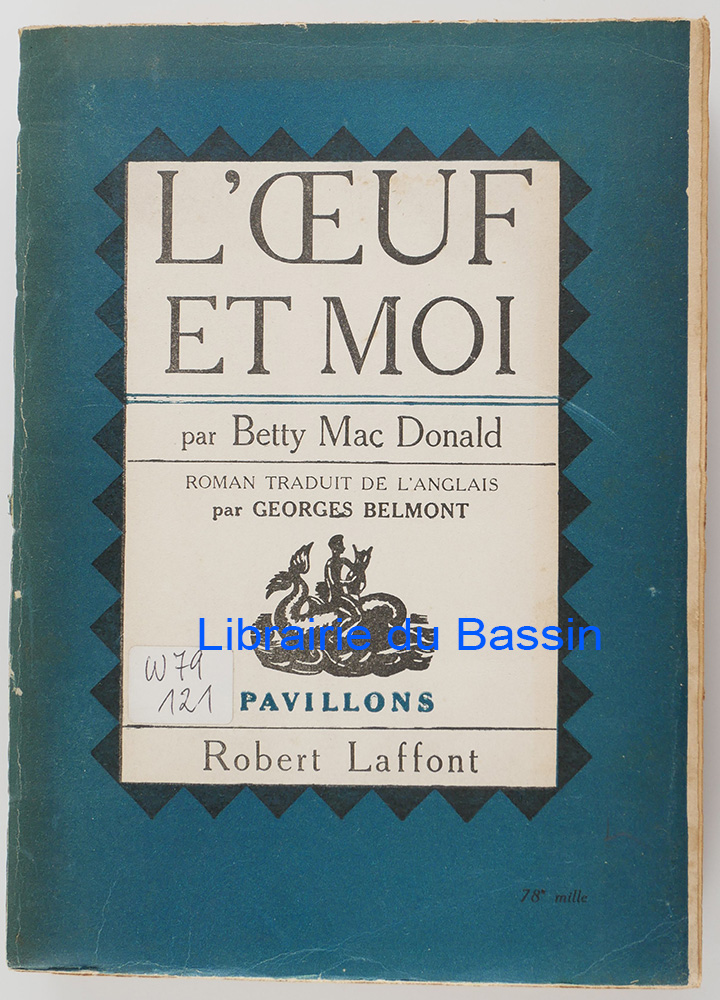 L'ŒUF
ET MOI
par Betty Mac Donald
ROMAN TRADUIT DE L'ANGLAIS
par GEORGES BELMONT
Librairie du Bassin
W79
121
PAVILLONS
Robert Laffont
78e mille